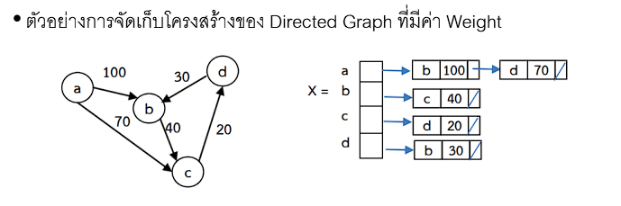 • ตัวอย่างการจัดเก็บโครงสร้างของ Directed Graph ที่มีค่า Weight
100
30
d
a
b
70
40
20
c
X =
a
b
c
d
b 100
d 70
c 40
d 20
b 30